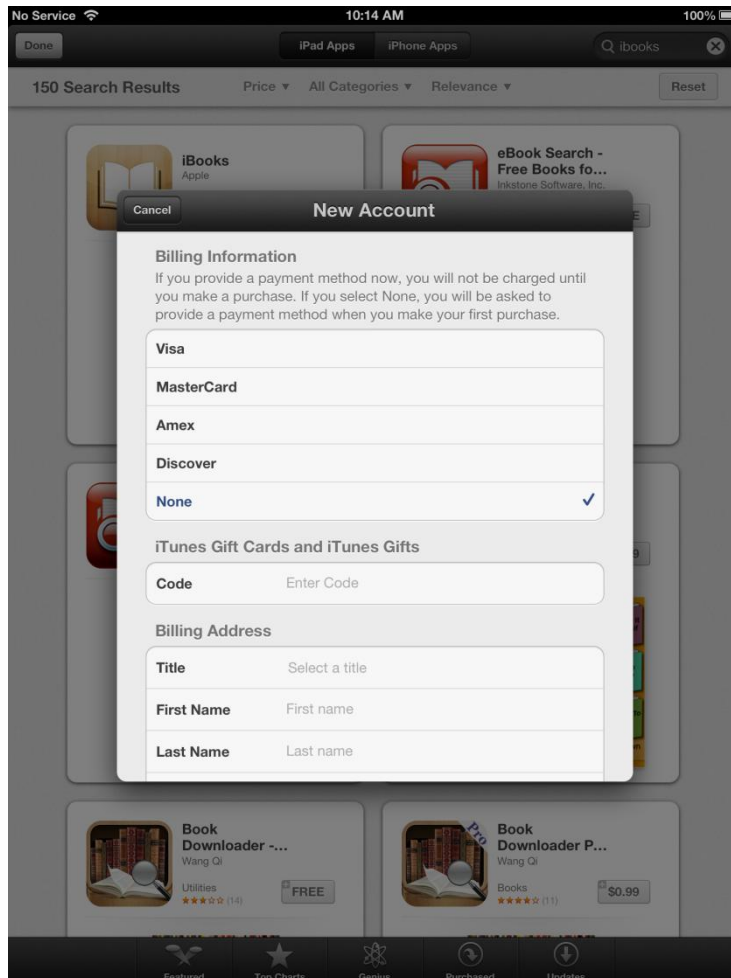 No Service 10:14 AM 100%
Done iPad Apps iPhone Apps ibooks
150 Search Results Price ▼ All Categories ▼ Relevance ▼ Reset
iBooks
Apple
eBook Search -
Free Books fo...
Inkstone Software, Inc.
Cancel New Account
Billing Information
If you provide a payment method now, you will not be charged until
you make a purchase. If you select None, you will be asked to
provide a payment method when you make your first purchase.
Visa
MasterCard
Amex
Discover
None ✓
iTunes Gift Cards and iTunes Gifts
Code Enter Code
Billing Address
Title Select a title
First Name First name
Last Name Last name
Book
Downloader -...
Wang Qi
Utilities
★★★☆☆ (14)
FREE
Book
Downloader P...
Wang Qi
Books
★★★★☆ (11)
$0.99
Pro
Featured Top Charts Genius Purchased Updates